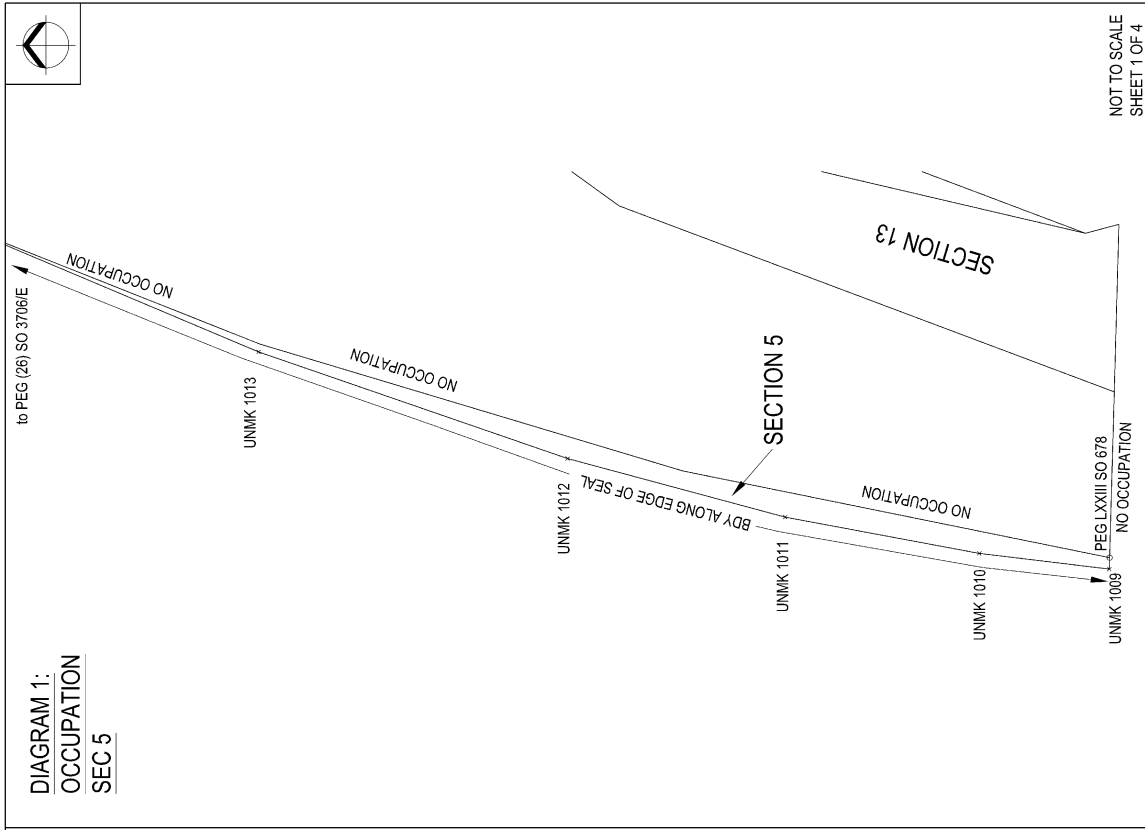 DIAGRAM 1:
OCCUPATION
SEC 5
to PEG (26) SO 3706/E
NO OCCUPATION
UNMK 1013
NO OCCUPATION
UNMK 1012
BDY ALONG EDGE OF SEAL
SECTION 5
SECTION 13
NO OCCUPATION
UNMK 1011
UNMK 1010
UNMK 1009
PEG LXXIII SO 678
NO OCCUPATION
NOT TO SCALE
SHEET 1 OF 4